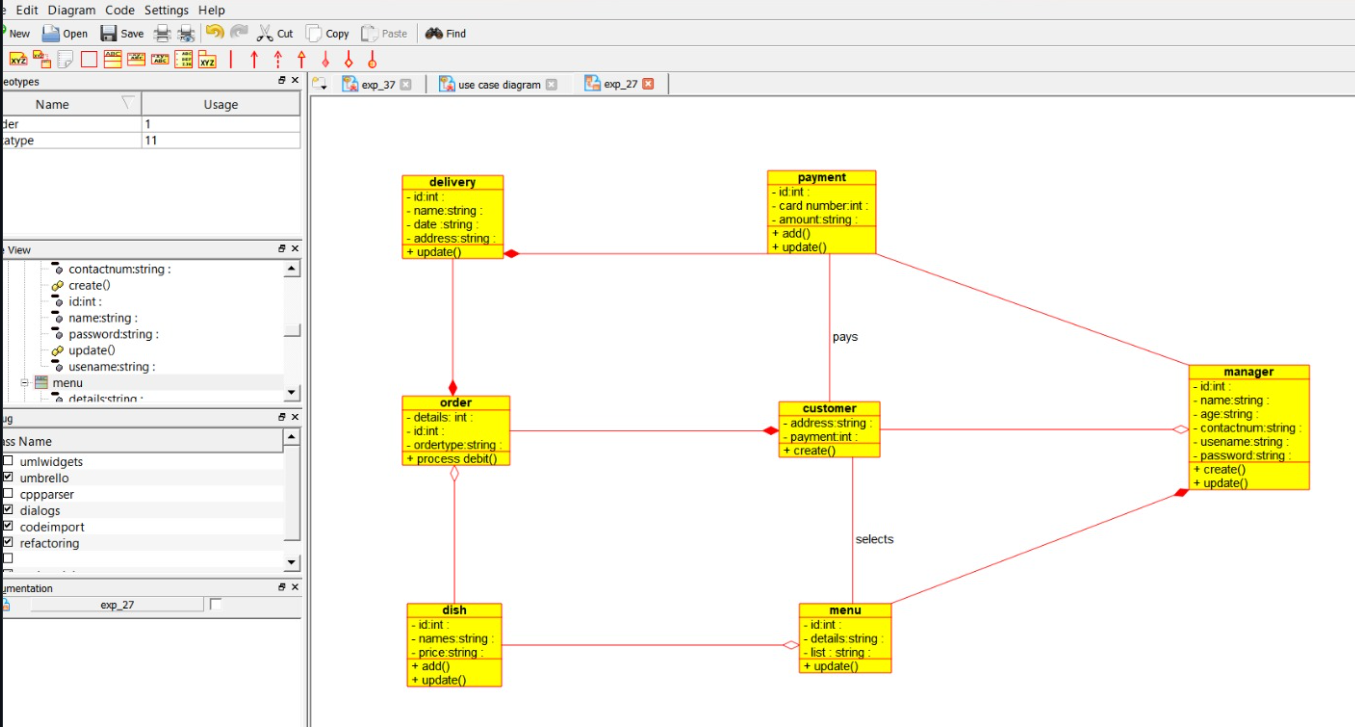 e Edit Diagram Code Settings Help
New Open Save Cut Copy Paste Find
XYZ
ABC
XYZ
eotypes
Name Usage
der 1
atype 11
View
contactnum:string :
create()
id:int :
name:string :
password:string :
update()
usename:string :
menu
details:string :
ug
ass Name
umlwidgets
umbrello
cppparser
dialogs
codeimport
refactoring
umentation
exp_27
exp_37 use case diagram exp_27
delivery
- id:int :
- name:string :
- date :string :
- address:string :
+ update()
payment
- id:int :
- card number:int :
- amount:string :
+ add()
+ update()
pays
manager
- id:int :
- name:string :
- age:string :
- contactnum:string :
- usename:string :
- password:string :
+ create()
+ update()
order
- details: int :
- id:int :
- ordertype:string :
+ process debit()
customer
- address:string :
- payment:int :
+ create()
selects
dish
- id:int :
- names:string :
- price:string :
+ add()
+ update()
menu
- id:int :
- details:string :
- list : string :
+ update()